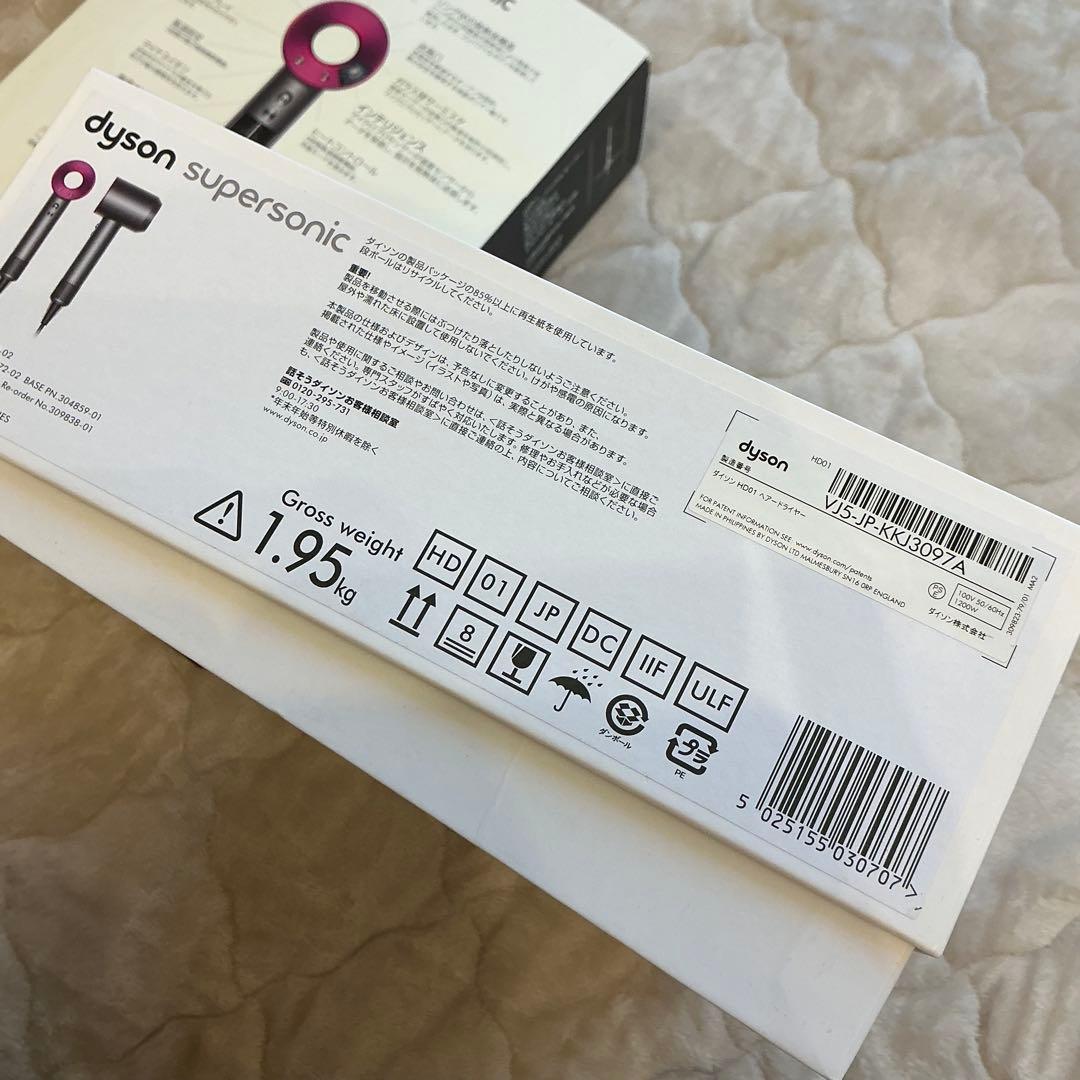 インテリジェンス
dyson supersonic
ダイソンの製品パッケージの85%以上に再生紙を使用しています。
段ボールはリサイクルしてください。
重要!
製品を移動させる際にはぶつけたり落としたりしないようご注意ください。
屋外や濡れた床に設置して使用しないでください。けがや感電の原因になります。
本製品の仕様およびデザインは、予告なしに変更することがあり、また、
掲載された仕様やイメージ(イラストや写真)は、実際と異なる場合があります。
製品や使用に関するご相談やお問い合わせは、<話そうダイソンお客様相談室>に直接ご
連絡ください。専門スタッフがすばやく対応いたします。修理やお手入れなどが必要な場合
も、<話そうダイソンお客様相談室>に直接ご連絡の上、内容についてご相談ください。
話そうダイソンお客様相談室
0120-295-731
9:00-17:30
*年末年始等特別休暇を除く
www.dyson.co.jp
.02
72-02 BASE PN.304859-01
Re-order No.309838-01
ES
Gross weight
1.95kg
HD 01 JP DC IIF ULF
8
ダンボール
プラ
PE
5 025155 030707
dyson
HD01
製造番号
VJ5-JP-KKJ3097A
ダイソン HD01 ヘアードライヤー
FOR PATENT INFORMATION SEE: www.dyson.com/patents
MADE IN PHILIPPINES BY DYSON LTD MALMESBURY SN16 0RP ENGLAND
PSE
100V 50/60Hz
1200W
ダイソン株式会社
309823-79/01 MA2